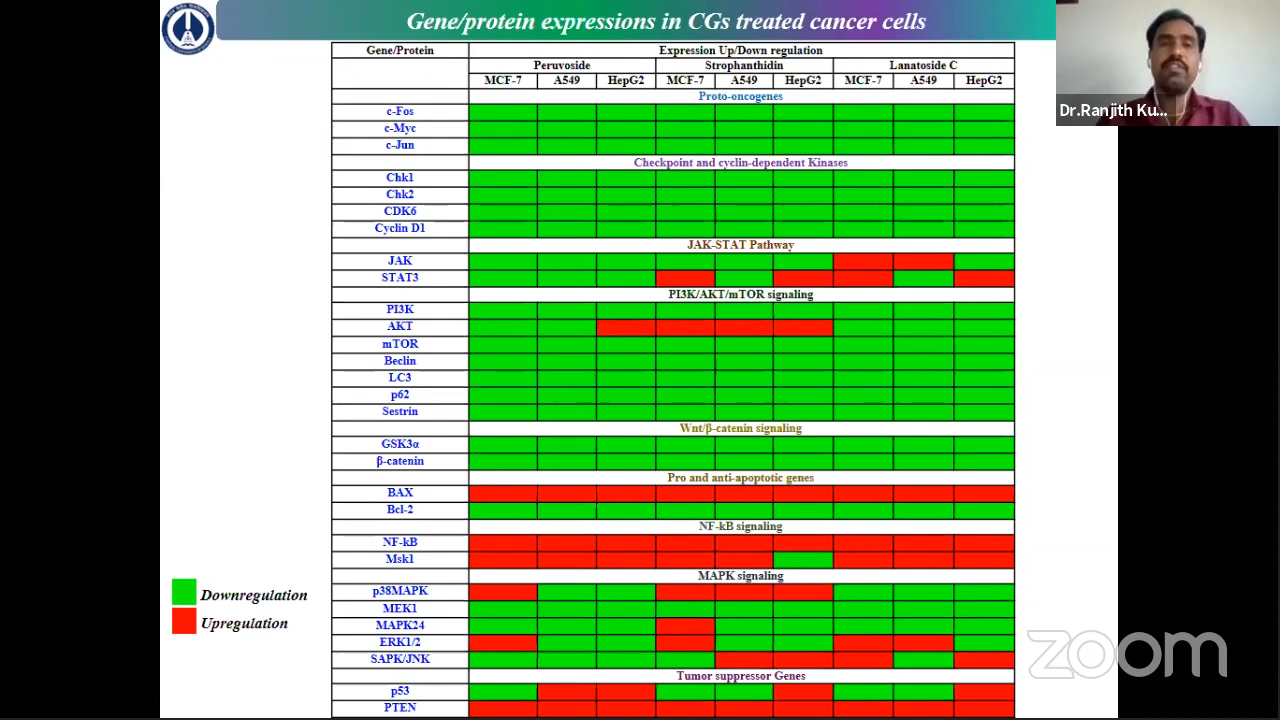 Gene/protein expressions in CGs treated cancer cells
Dr.Ranjith Ku...
Gene/Protein Expression Up/Down regulation
Peruvoside Strophanthidin Lanatoside C
MCF-7 A549 HepG2 MCF-7 A549 HepG2 MCF-7 A549 HepG2
Proto-oncogenes
c-Fos
c-Myc
c-Jun
Checkpoint and cyclin-dependent Kinases
Chk1
Chk2
CDK6
Cyclin D1
JAK-STAT Pathway
JAK
STAT3
PI3K/AKT/mTOR signaling
PI3K
AKT
mTOR
Beclin
LC3
p62
Sestrin
Wnt/β-catenin signaling
GSK3α
β-catenin
Pro and anti-apoptotic genes
BAX
Bcl-2
NF-kB signaling
NF-kB
Msk1
MAPK signaling
p38MAPK
MEK1
MAPK24
ERK1/2
SAPK/JNK
Tumor suppressor Genes
p53
PTEN
Downregulation
Upregulation
zoom